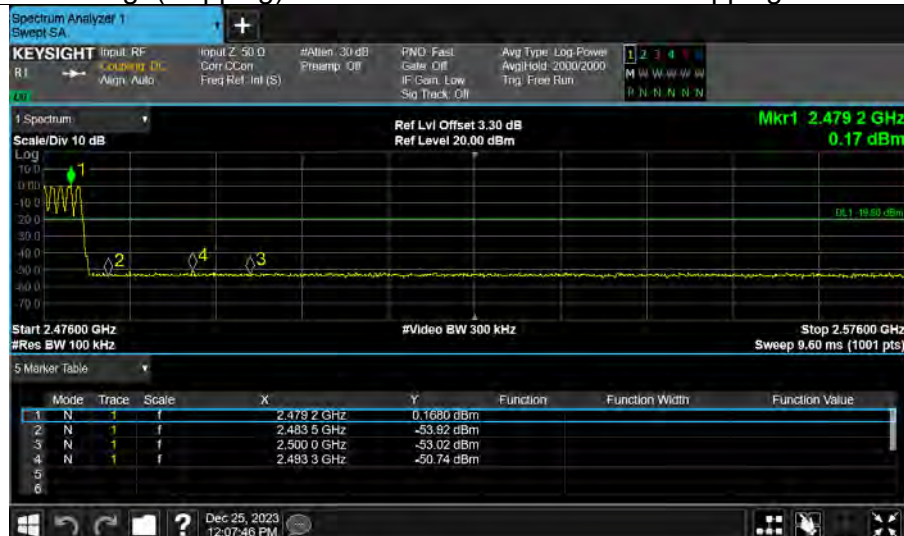 Spectrum Analyzer 1
Swept SA
+
KEYSIGHT Input: RF
R1
Coupling: DC
Align: Auto
Input Z: 50 Ω
Corr CCorr
Freq Ref: Int (S)
#Atten: 30 dB
Preamp: Off
PNO: Fast
Gate: Off
IF Gain: Low
Sig Track: Off
Avg Type: Log-Power
Avg|Hold: 2000/2000
Trig: Free Run
1 2 3 4
M W W W W W
P N N N N N
1 Spectrum
Scale/Div 10 dB
Ref Lvl Offset 3.30 dB
Ref Level 20.00 dBm
Mkr1 2.479 2 GHz
0.17 dBm
Log
10.0
0.00
-10.0
-20.0
-30.0
-40.0
-50.0
-60.0
-70.0
1
2
4
3
DL1 -19.80 dBm
Start 2.47600 GHz
#Res BW 100 kHz
#Video BW 300 kHz
Stop 2.57600 GHz
Sweep 9.60 ms (1001 pts)
5 Marker Table
Mode Trace Scale X Y Function Function Width Function Value
1 N 1 f 2.479 2 GHz 0.1680 dBm
2 N 1 f 2.483 5 GHz -53.92 dBm
3 N 1 f 2.500 0 GHz -53.02 dBm
4 N 1 f 2.493 3 GHz -50.74 dBm
5
6
?
Dec 25, 2023
12:07:46 PM